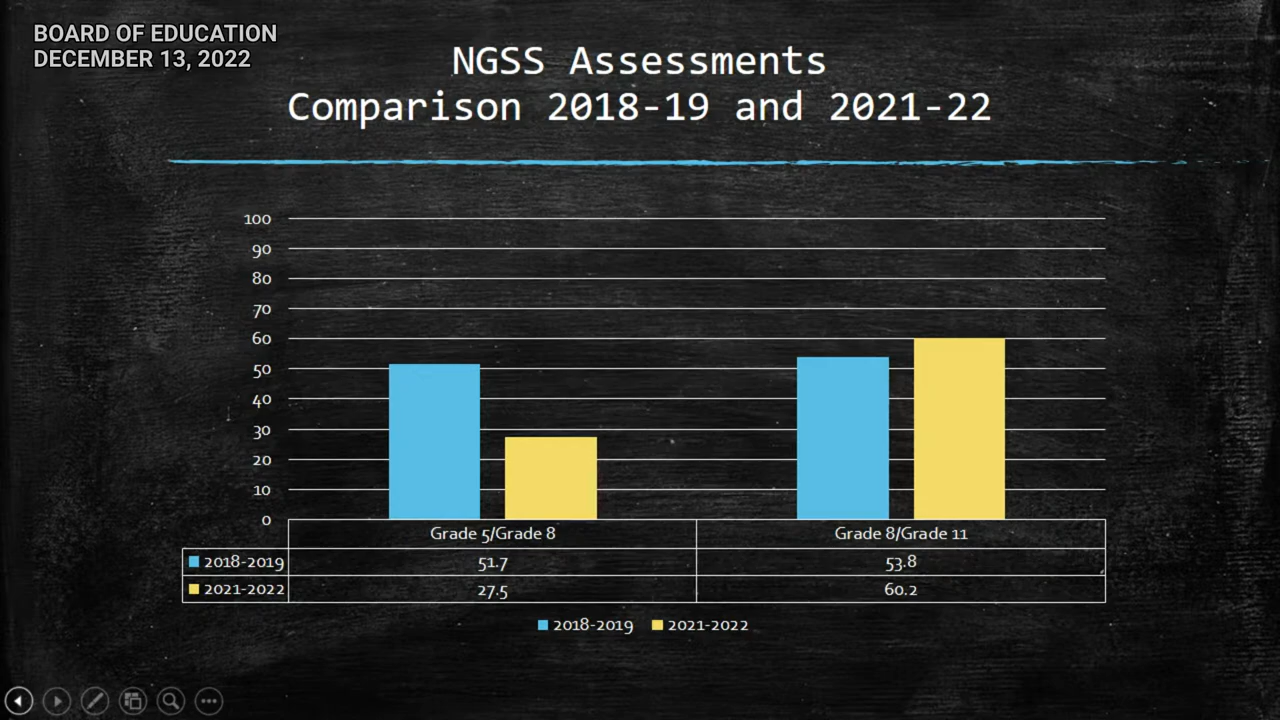 BOARD OF EDUCATION
DECEMBER 13, 2022
NGSS Assessments
Comparison 2018-19 and 2021-22
100
90
80
70
60
50
40
30
20
10
0
Grade 5/Grade 8 Grade 8/Grade 11
2018-2019 51.7 53.8
2021-2022 27.5 60.2
2018-2019 2021-2022